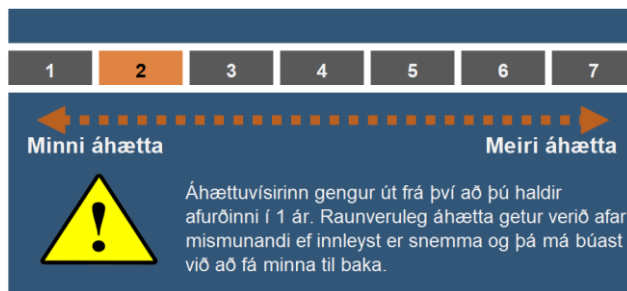 1 2 3 4 5 6 7
Minni áhætta Meiri áhætta
Áhættuvísirinn gengur út frá því að þú haldir
afurðinni í 1 ár. Raunveruleg áhætta getur verið afar
mismunandi ef innleyst er snemma og þá má búast
við að fá minna til baka.